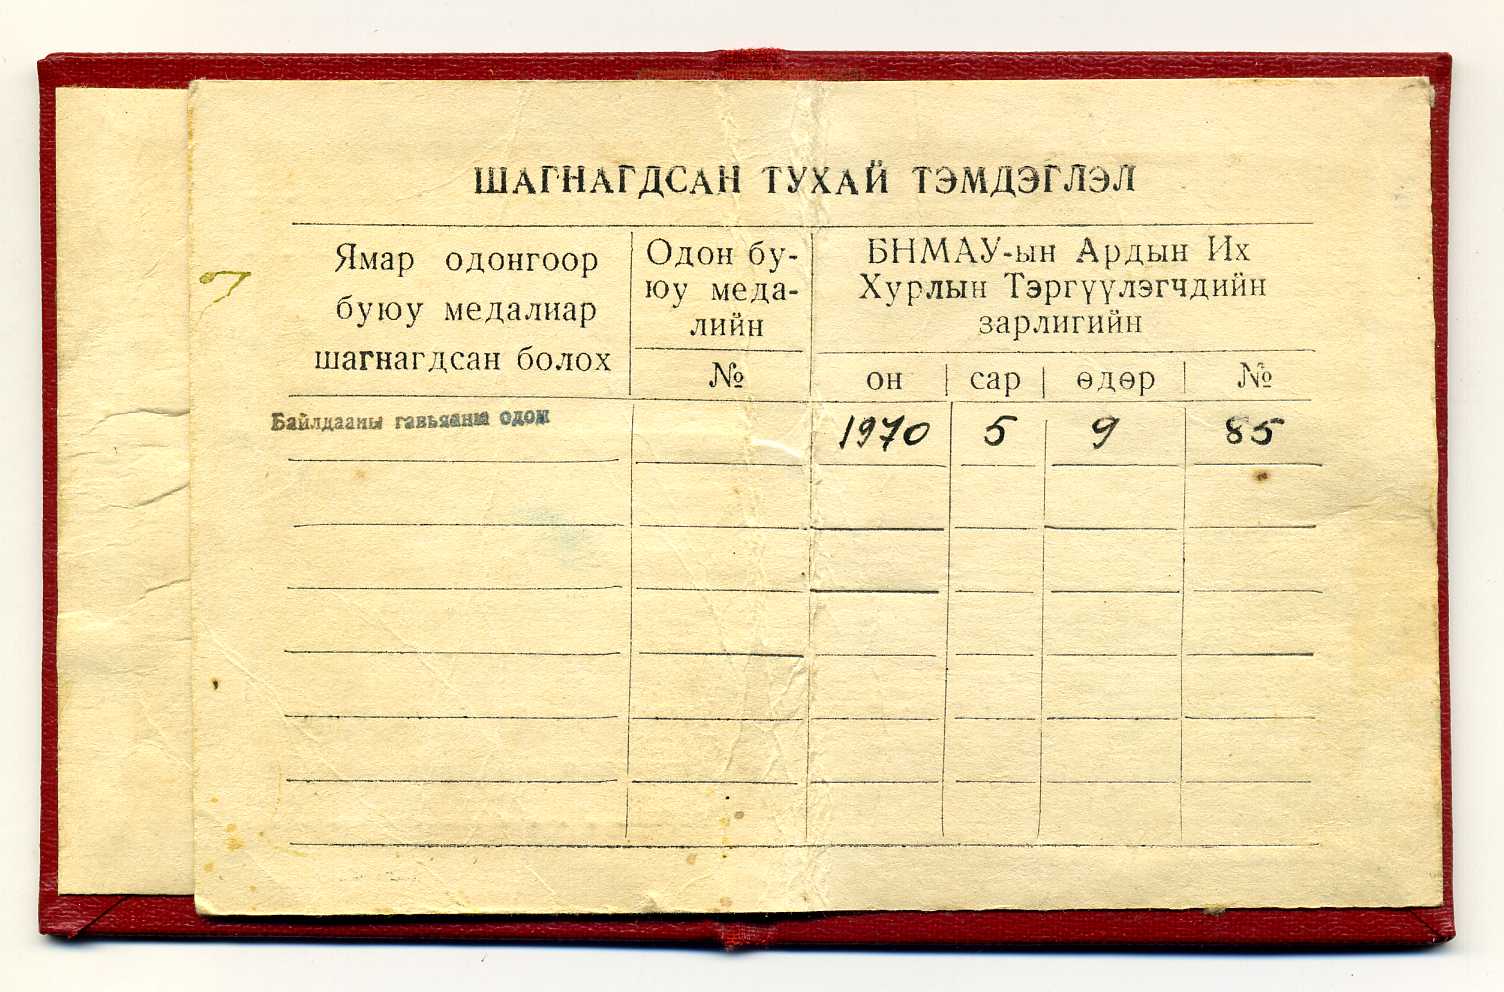 ШАГНАГДСАН ТУХАЙ ТЭМДЭГЛЭЛ
Ямар одонгоор
буюу медалиар
шагнагдсан болох
Одон бу-
юу меда-
лийн
№
БНМАУ-ын Ардын Их
Хурлын Тэргүүлэгчдийн
зарлигийн
он сар өдөр №
Байлдааны гавьяаны одон 1970 5 9 85